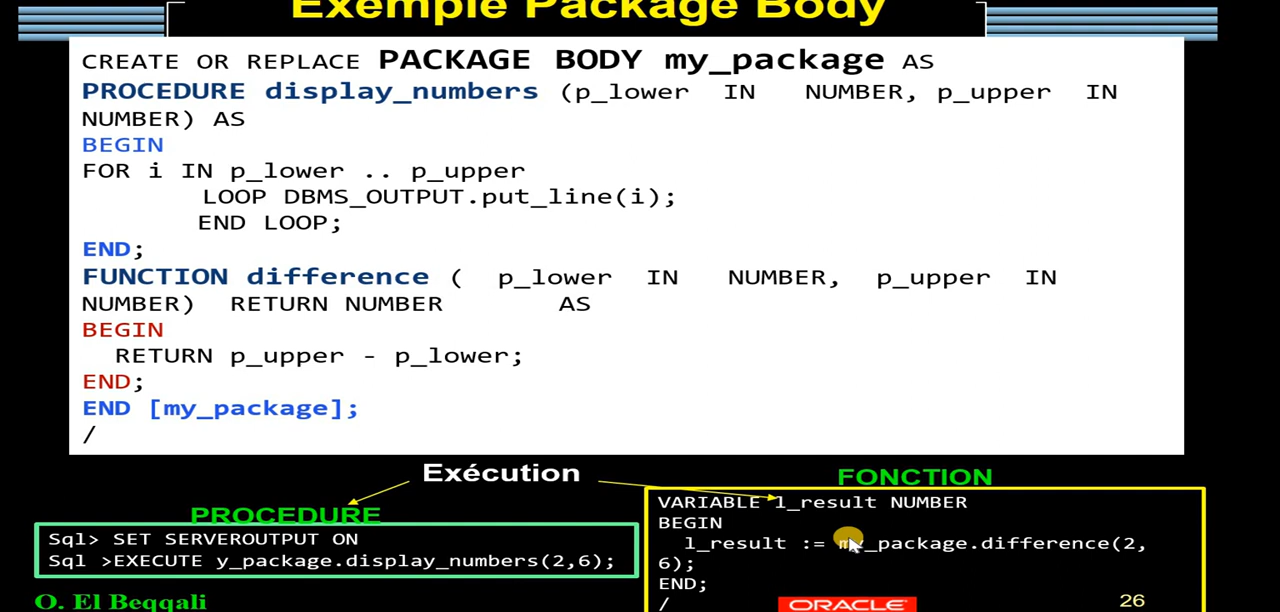 Exemple Package Body
CREATE OR REPLACE PACKAGE BODY my_package AS
PROCEDURE display_numbers (p_lower IN NUMBER, p_upper IN
NUMBER) AS
BEGIN
FOR i IN p_lower .. p_upper
LOOP DBMS_OUTPUT.put_line(i);
END LOOP;
END;
FUNCTION difference ( p_lower IN NUMBER, p_upper IN
NUMBER) RETURN NUMBER AS
BEGIN
RETURN p_upper - p_lower;
END;
END [my_package];
/
Exécution
PROCEDURE
Sql> SET SERVEROUTPUT ON
Sql >EXECUTE y_package.display_numbers(2,6);
FONCTION
VARIABLE l_result NUMBER
BEGIN
l_result := my_package.difference(2,
6);
END;
/
O. El Beqqali
ORACLE
26